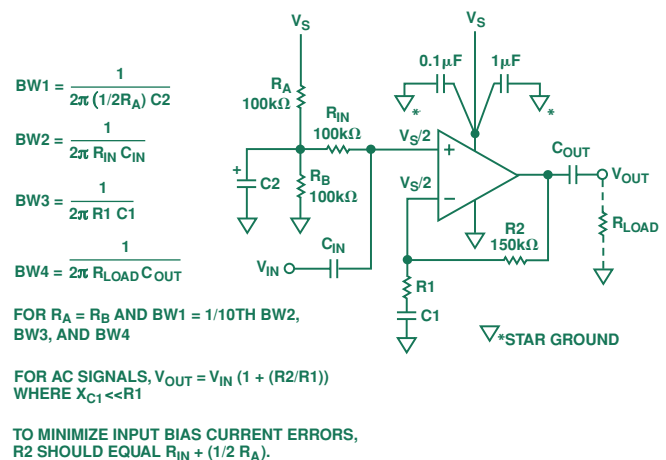 V_S
V_S
0.1µF
1µF
*
*
R_A
100kΩ
R_IN
100kΩ
V_S/2
+
V_S/2
−
C_OUT
V_OUT
+
C2
R_B
100kΩ
R2
150kΩ
R_LOAD
C_IN
V_IN
R1
C1
*STAR GROUND
BW1 = 1 / 2π (1/2R_A) C2
BW2 = 1 / 2π R_IN C_IN
BW3 = 1 / 2π R1 C1
BW4 = 1 / 2π R_LOAD C_OUT
FOR R_A = R_B AND BW1 = 1/10TH BW2,
BW3, AND BW4
FOR AC SIGNALS, V_OUT = V_IN (1 + (R2/R1))
WHERE X_C1 <<R1
TO MINIMIZE INPUT BIAS CURRENT ERRORS,
R2 SHOULD EQUAL R_IN + (1/2 R_A).